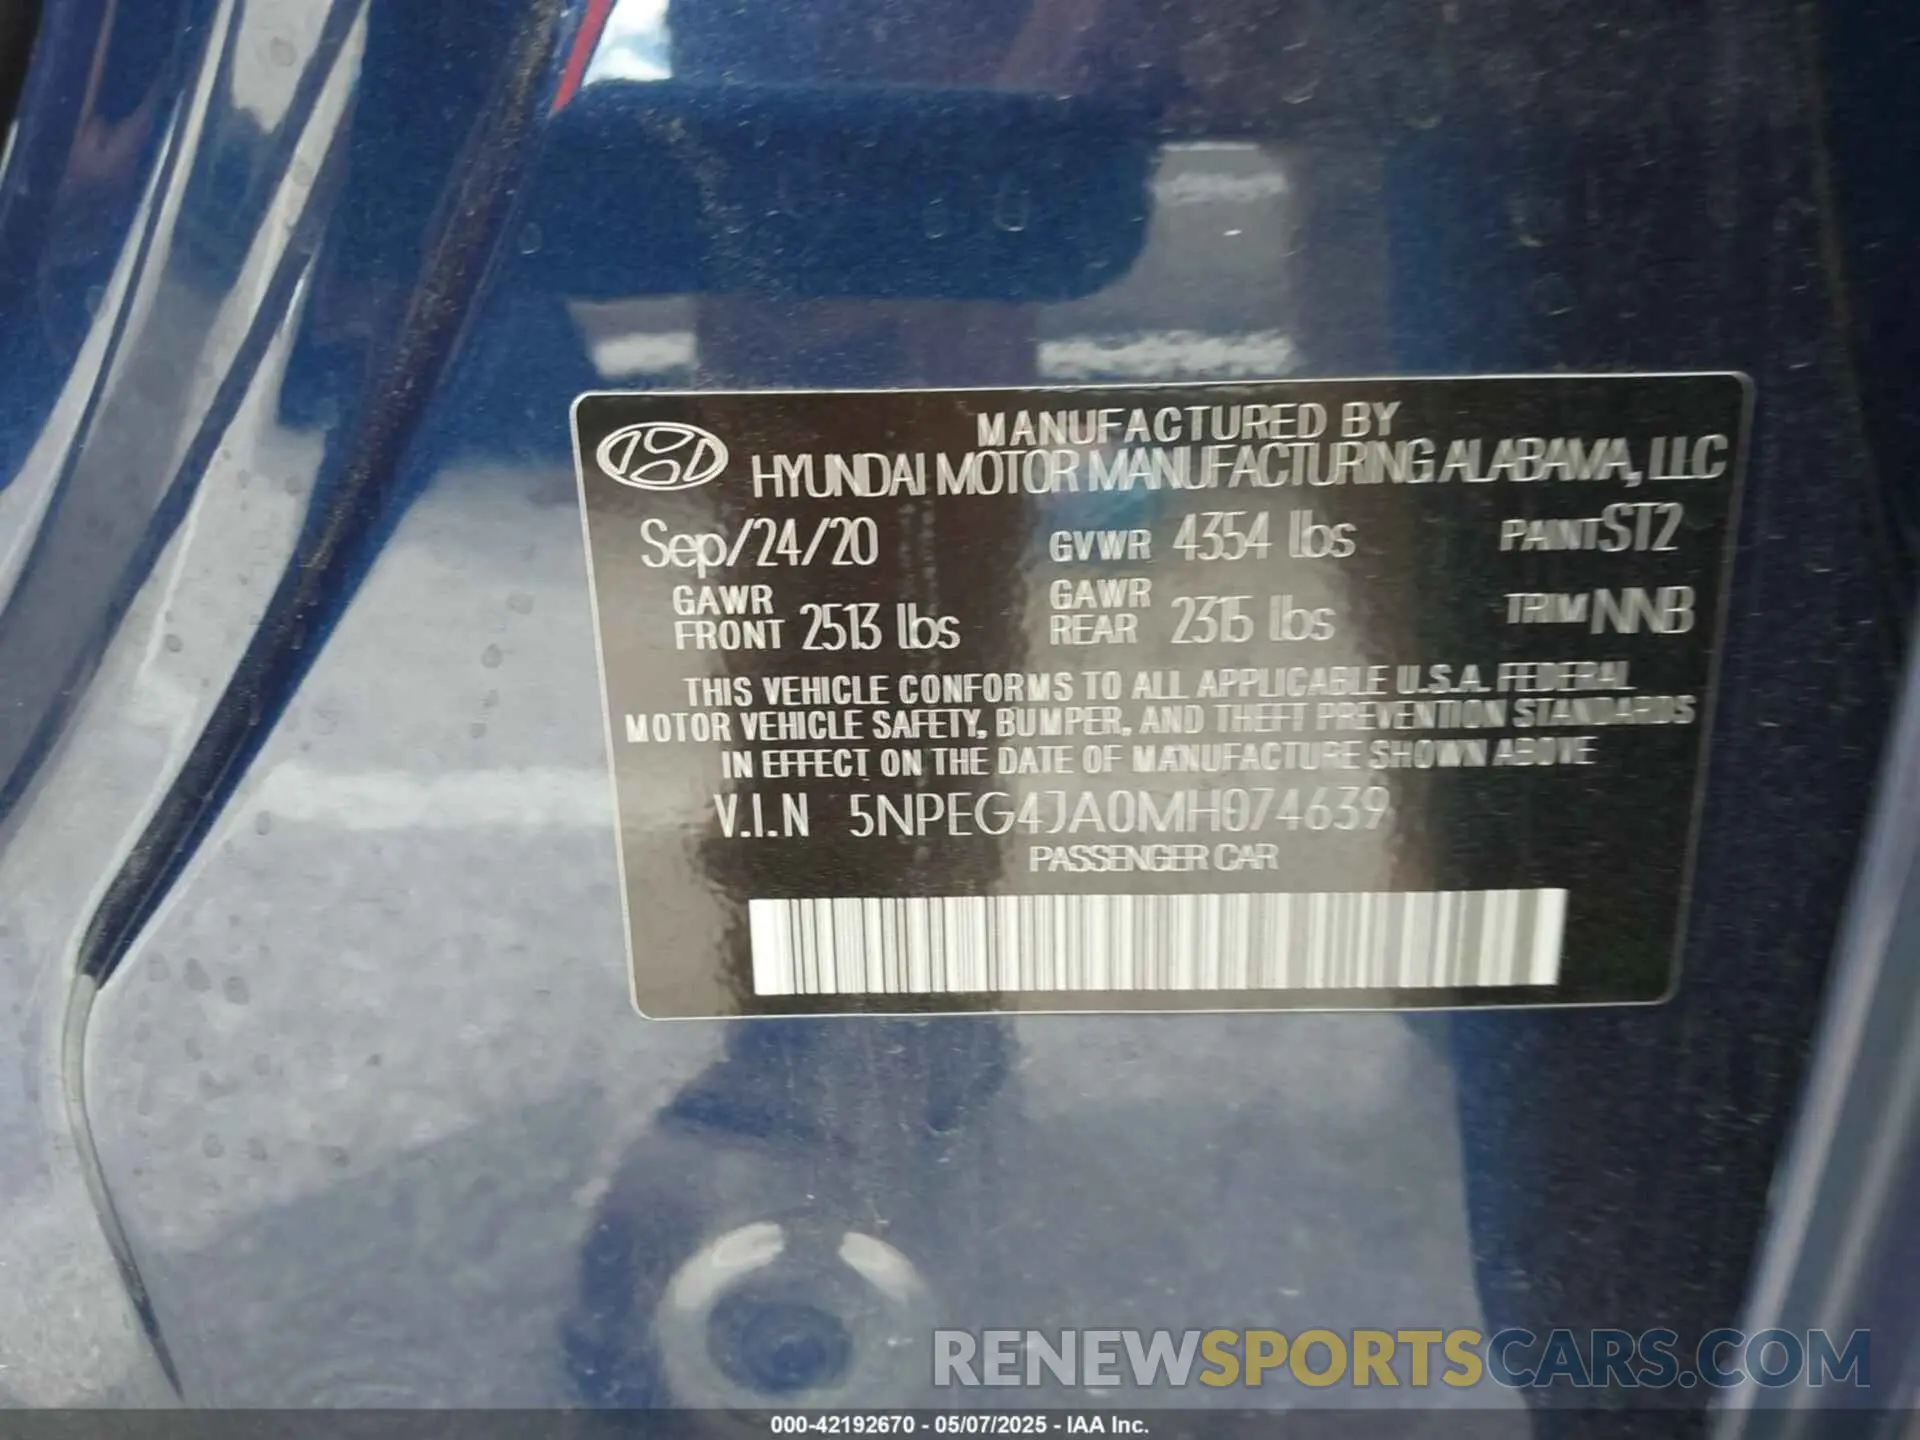 MANUFACTURED BY
HYUNDAI MOTOR MANUFACTURING ALABAMA, LLC
Sep/24/20 GVWR 4354 lbs PAINT ST2
GAWR FRONT 2513 lbs GAWR REAR 2315 lbs TRIM NNB
THIS VEHICLE CONFORMS TO ALL APPLICABLE U.S.A. FEDERAL
MOTOR VEHICLE SAFETY, BUMPER, AND THEFT PREVENTION STANDARDS
IN EFFECT ON THE DATE OF MANUFACTURE SHOWN ABOVE
V.I.N 5NPEG4JA0MH074639
PASSENGER CAR
RENEWSPORTSCARS.COM
000-42192670 - 05/07/2025 - IAA Inc.